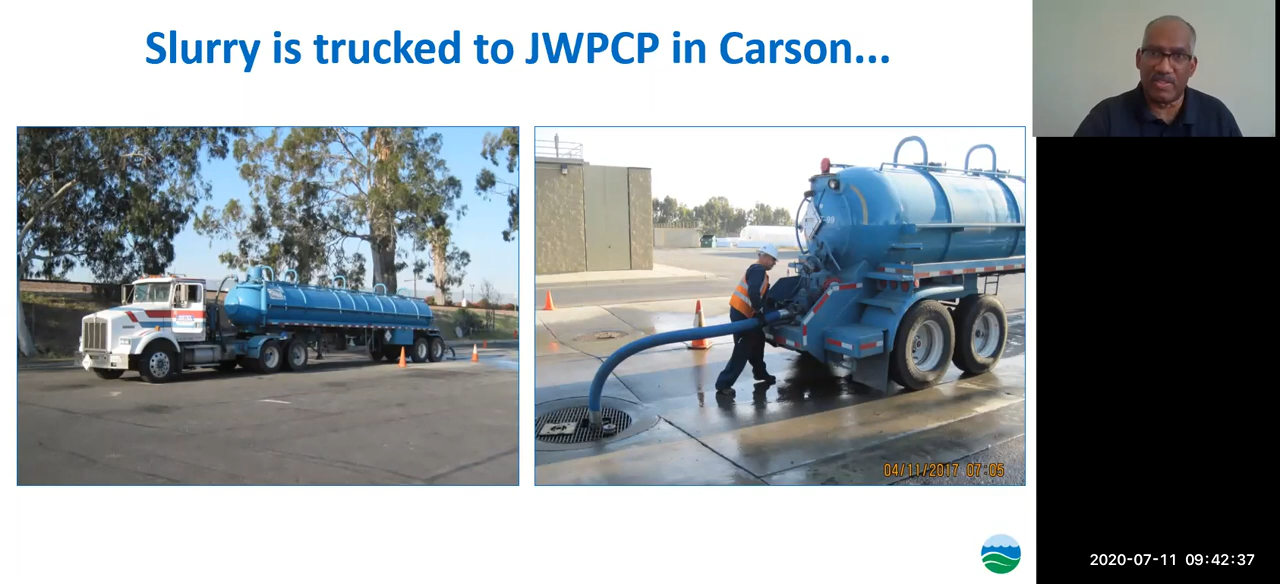 Slurry is trucked to JWPCP in Carson...
04/11/2017 07:05
2020-07-11 09:42:37